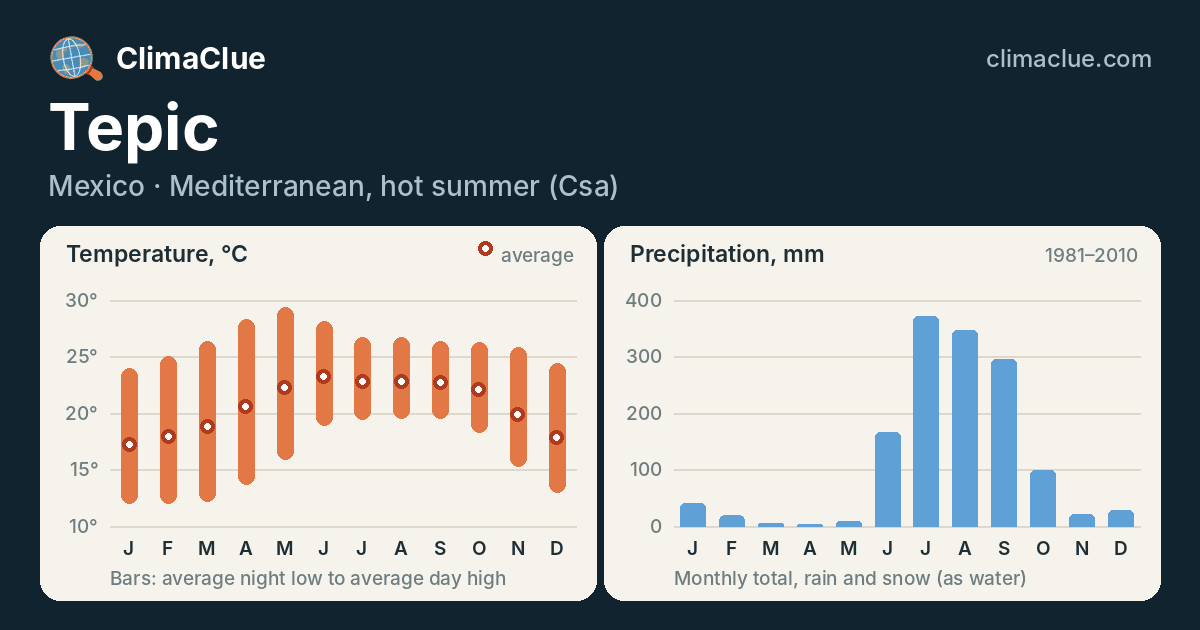 ClimaClue
climaclue.com
Tepic
Mexico · Mediterranean, hot summer (Csa)
Temperature, °C
average
30°
25°
20°
15°
10°
J F M A M J J A S O N D
Bars: average night low to average day high
Precipitation, mm
1981–2010
400
300
200
100
0
J F M A M J J A S O N D
Monthly total, rain and snow (as water)